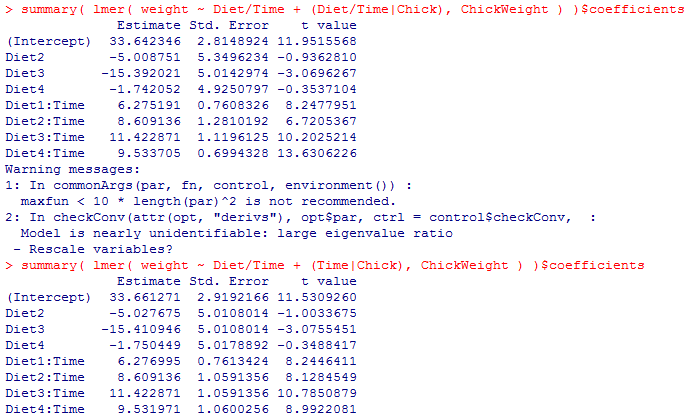 > summary( lmer( weight ~ Diet/Time + (Diet/Time|Chick), ChickWeight ) )$coefficients
Estimate Std. Error t value
(Intercept) 33.642346 2.8148924 11.9515568
Diet2 -5.008751 5.3496234 -0.9362810
Diet3 -15.392021 5.0142974 -3.0696267
Diet4 -1.742052 4.9250797 -0.3537104
Diet1:Time 6.275191 0.7608326 8.2477951
Diet2:Time 8.609136 1.2810192 6.7205367
Diet3:Time 11.422871 1.1196125 10.2025214
Diet4:Time 9.533705 0.6994328 13.6306226
Warning messages:
1: In commonArgs(par, fn, control, environment()) :
maxfun < 10 * length(par)^2 is not recommended.
2: In checkConv(attr(opt, "derivs"), opt$par, ctrl = control$checkConv, :
Model is nearly unidentifiable: large eigenvalue ratio
- Rescale variables?
> summary( lmer( weight ~ Diet/Time + (Time|Chick), ChickWeight ) )$coefficients
Estimate Std. Error t value
(Intercept) 33.661271 2.9192166 11.5309260
Diet2 -5.027675 5.0108014 -1.0033675
Diet3 -15.410946 5.0108014 -3.0755451
Diet4 -1.750449 5.0178892 -0.3488417
Diet1:Time 6.276995 0.7613424 8.2446411
Diet2:Time 8.609136 1.0591356 8.1284549
Diet3:Time 11.422871 1.0591356 10.7850879
Diet4:Time 9.531971 1.0600256 8.9922081